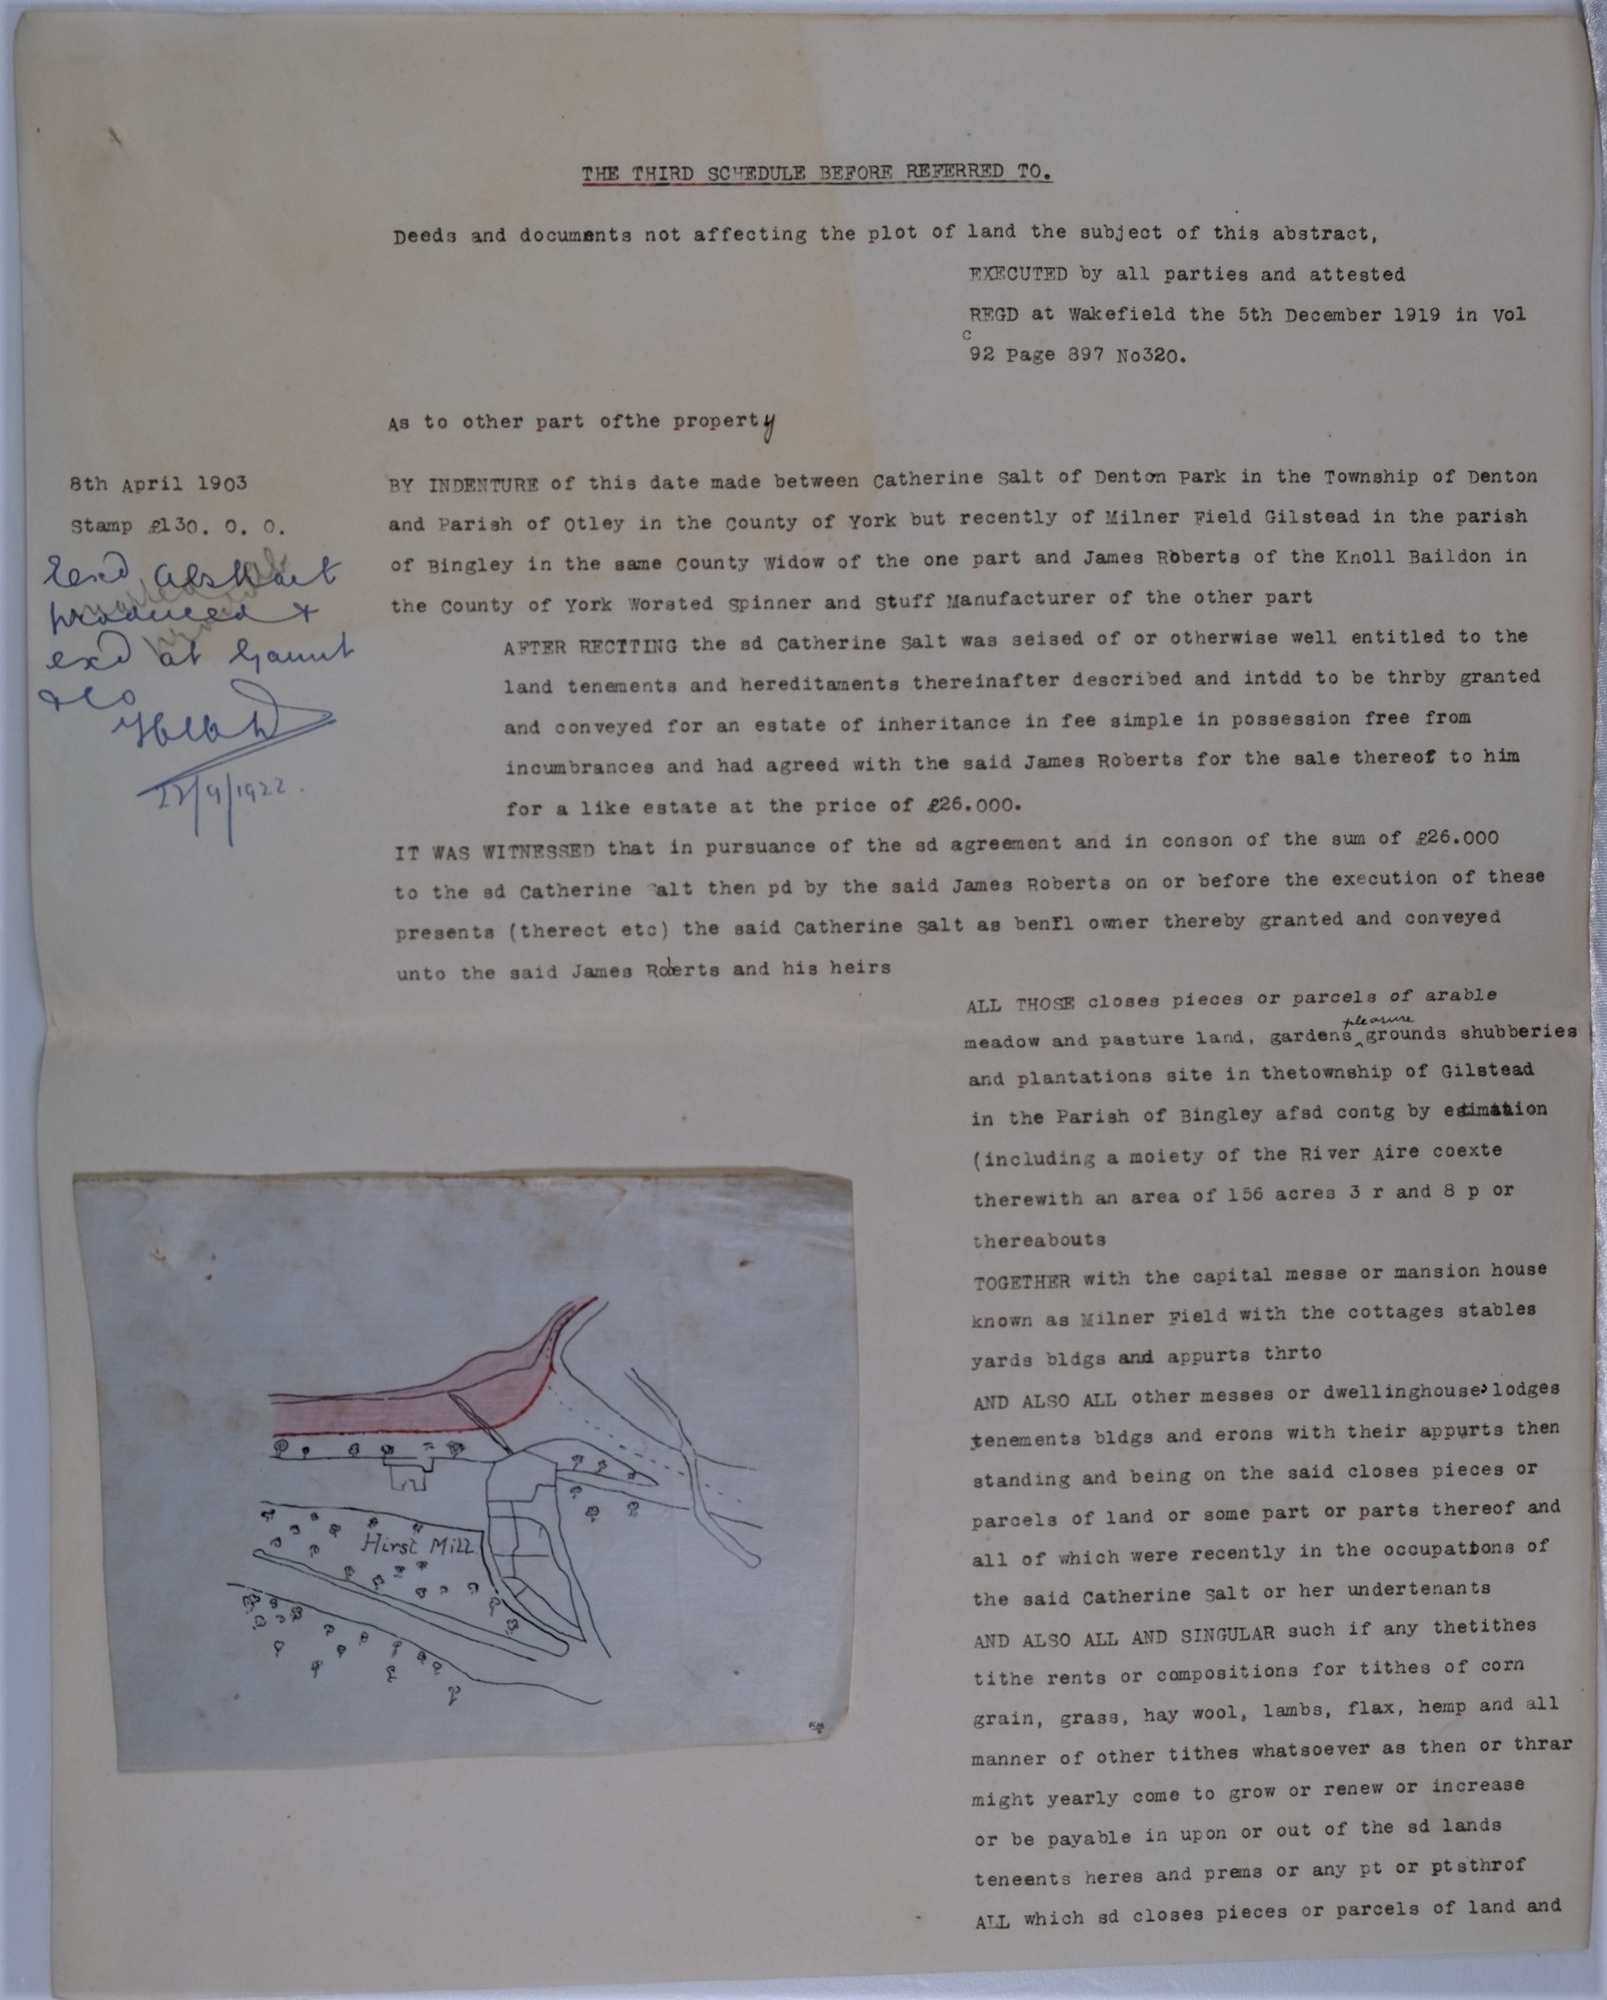 THE THIRD SCHEDULE BEFORE REFERRED TO.
Deeds and documents not affecting the plot of land the subject of this abstract,
EXECUTED by all parties and attested
REGD at Wakefield the 5th December 1919 in Vol
c
92 Page 897 No320.
As to other part ofthe property
8th April 1903
Stamp £130. 0. 0.
abstract
produced &
exd at Gaunt
& Co
22/9/1922.
BY INDENTURE of this date made between Catherine Salt of Denton Park in the Township of Denton
and Parish of Otley in the County of York but recently of Milner Field Gilstead in the parish
of Bingley in the same County Widow of the one part and James Roberts of the Knoll Baildon in
the County of York Worsted Spinner and Stuff Manufacturer of the other part
AFTER RECITING the sd Catherine Salt was seised of or otherwise well entitled to the
land tenements and hereditaments thereinafter described and intdd to be thrby granted
and conveyed for an estate of inheritance in fee simple in possession free from
incumbrances and had agreed with the said James Roberts for the sale thereof to him
for a like estate at the price of £26.000.
IT WAS WITNESSED that in pursuance of the sd agreement and in conson of the sum of £26.000
to the sd Catherine Salt then pd by the said James Roberts on or before the execution of these
presents (therect etc) the said Catherine Salt as benfl owner thereby granted and conveyed
unto the said James Roberts and his heirs
ALL THOSE closes pieces or parcels of arable
pleasure
meadow and pasture land, gardens ^ grounds shubberies
and plantations site in thetownship of Gilstead
in the Parish of Bingley afsd contg by estimation
(including a moiety of the River Aire coexte
therewith an area of 156 acres 3 r and 8 p or
thereabouts
TOGETHER with the capital messe or mansion house
known as Milner Field with the cottages stables
yards bldgs and appurts thrto
AND ALSO ALL other messes or dwellinghouses lodges
tenements bldgs and erons with their appurts then
standing and being on the said closes pieces or
parcels of land or some part or parts thereof and
all of which were recently in the occupations of
the said Catherine Salt or her undertenants
AND ALSO ALL AND SINGULAR such if any thetithes
tithe rents or compositions for tithes of corn
grain, grass, hay wool, lambs, flax, hemp and all
manner of other tithes whatsoever as then or thrar
might yearly come to grow or renew or increase
or be payable in upon or out of the sd lands
teneents heres and prems or any pt or ptsthrof
ALL which sd closes pieces or parcels of land and
Hirst Mill